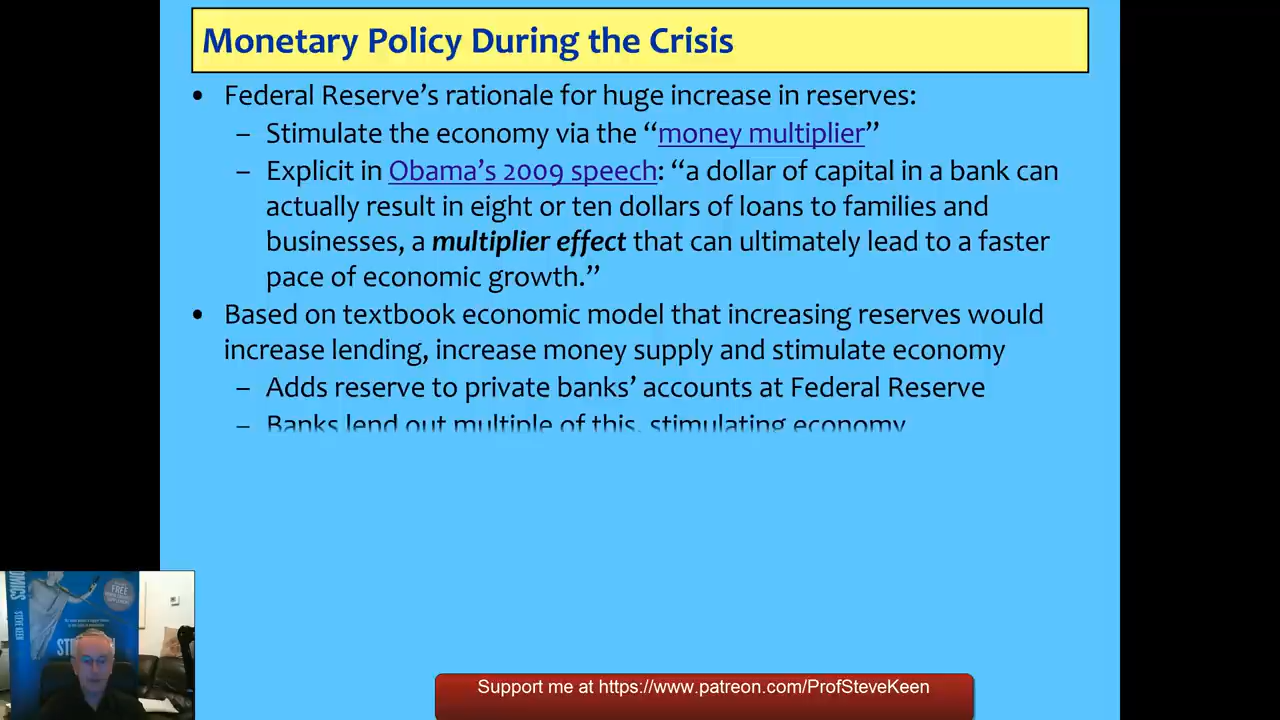 Monetary Policy During the Crisis
• Federal Reserve’s rationale for huge increase in reserves:
– Stimulate the economy via the “money multiplier”
– Explicit in Obama’s 2009 speech: “a dollar of capital in a bank can
actually result in eight or ten dollars of loans to families and
businesses, a multiplier effect that can ultimately lead to a faster
pace of economic growth.”
• Based on textbook economic model that increasing reserves would
increase lending, increase money supply and stimulate economy
– Adds reserve to private banks’ accounts at Federal Reserve
– Banks lend out multiple of this, stimulating economy
FREE
STEVE KEEN
Support me at https://www.patreon.com/ProfSteveKeen